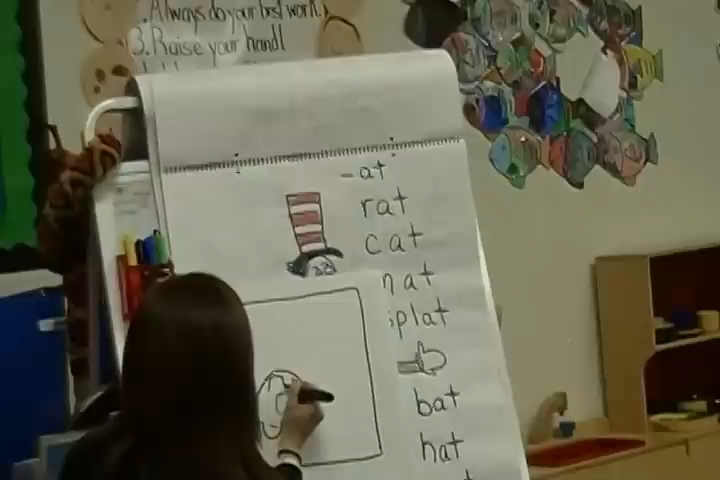 .Always do your best work.
3. Raise your hand!
-at
rat
cat
nat
splat
bat
hat